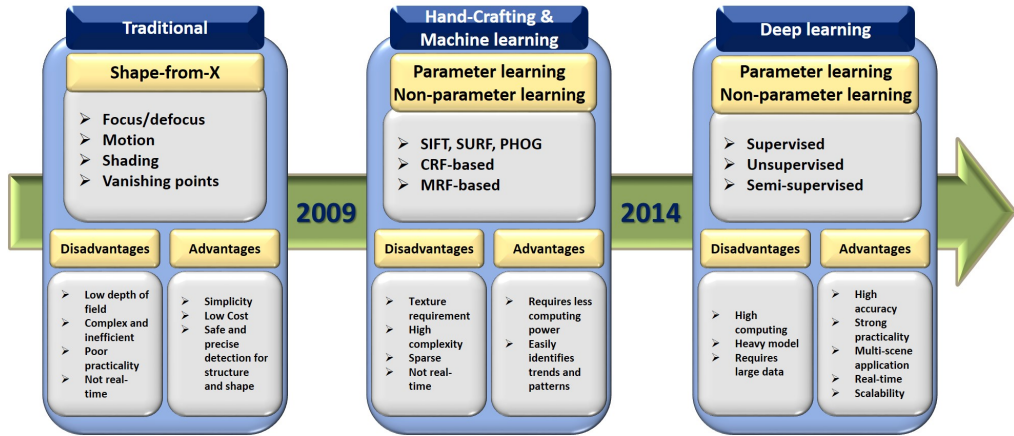 Traditional
Shape-from-X
Focus/defocus
Motion
Shading
Vanishing points
Disadvantages
Low depth of
field
Complex and
inefficient
Poor
practicality
Not real-
time
Advantages
Simplicity
Low Cost
Safe and
precise
detection for
structure
and shape
2009
Hand-Crafting &
Machine learning
Parameter learning
Non-parameter learning
SIFT, SURF, PHOG
CRF-based
MRF-based
Disadvantages
Texture
requirement
High
complexity
Sparse
Not real-
time
Advantages
Requires less
computing
power
Easily
identifies
trends and
patterns
2014
Deep learning
Parameter learning
Non-parameter learning
Supervised
Unsupervised
Semi-supervised
Disadvantages
High
computing
Heavy model
Requires
large data
Advantages
High
accuracy
Strong
practicality
Multi-scene
application
Real-time
Scalability